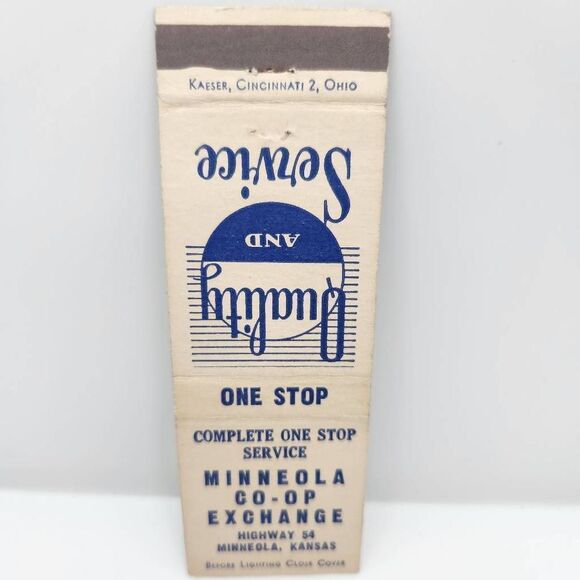 KAESER, CINCINNATI 2, OHIO
Quality
AND
Service
ONE STOP
COMPLETE ONE STOP
SERVICE
MINNEOLA
CO-OP
EXCHANGE
HIGHWAY 54
MINNEOLA, KANSAS
BEFORE LIGHTING CLOSE COVER